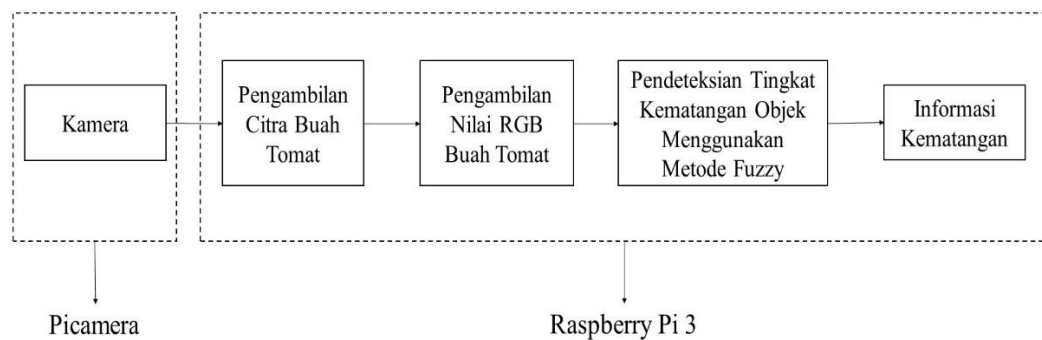 Kamera
Pengambilan
Citra Buah
Tomat
Pengambilan
Nilai RGB
Buah Tomat
Pendeteksian Tingkat
Kematangan Objek
Menggunakan
Metode Fuzzy
Informasi
Kematangan
Picamera
Raspberry Pi 3